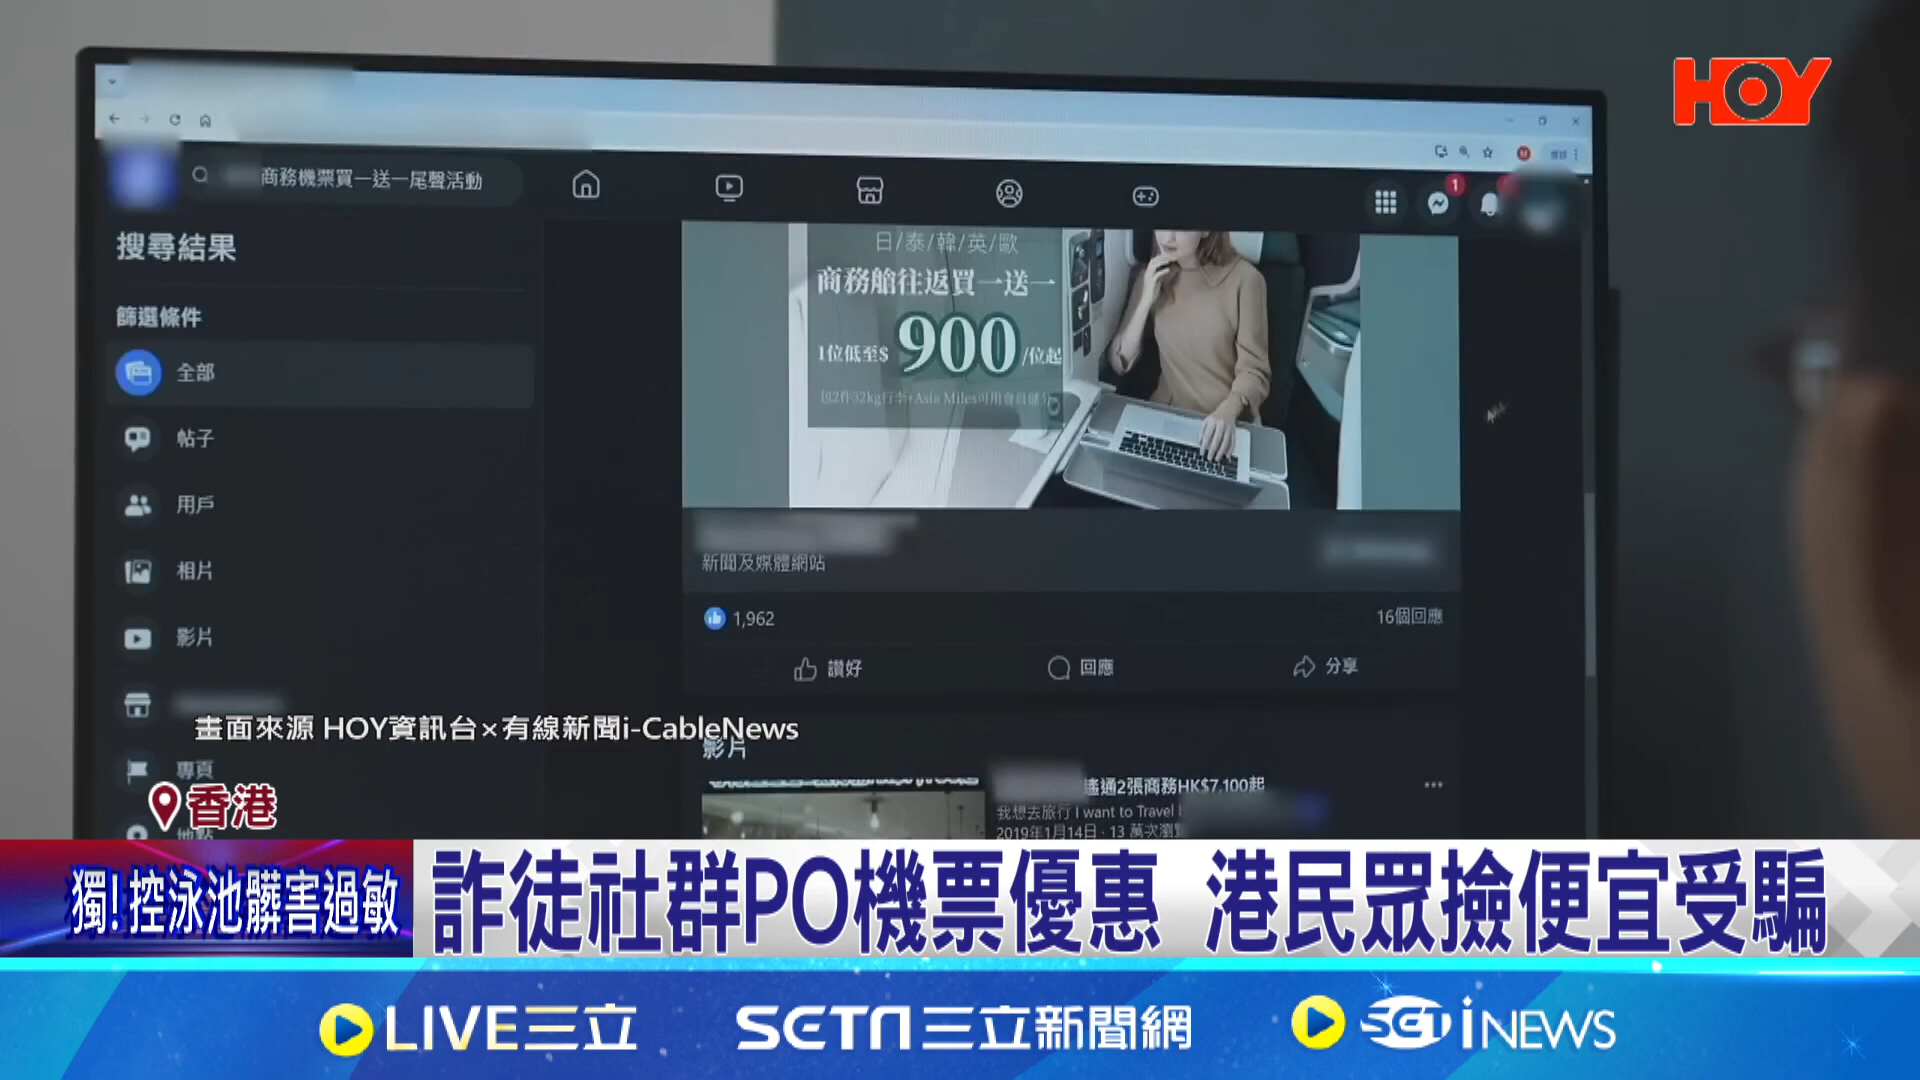 HOY
商務機票買一送一尾聲活動
1
搜尋結果
篩選條件
全部
帖子
用戶
相片
影片
專頁
地點
日/泰/韓/英/歐
商務艙往返買一送一
1位低至$ 900 /位起
新聞及媒體網站
1,962
16個回應
讚好
回應
分享
影片
遙通2張商務HK$7,100起
我想去旅行 I want to Travel
2019年1月14日 · 13 萬次瀏覽
畫面來源 HOY資訊台×有線新聞i-CableNews
香港
獨!控泳池髒害過敏
詐徒社群PO機票優惠 港民眾撿便宜受騙
LIVE三立
SETN三立新聞網
SETiNEWS